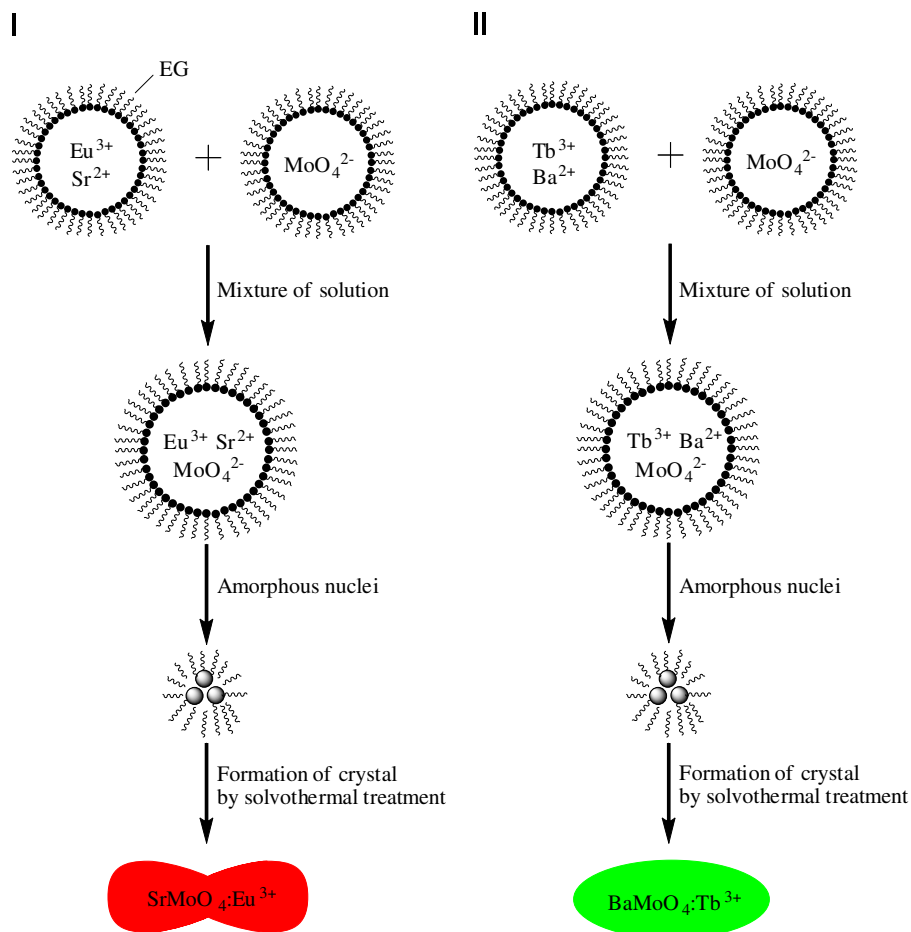 I
EG
Eu³⁺
Sr²⁺
+
MoO₄²⁻
Mixture of solution
Eu³⁺ Sr²⁺
MoO₄²⁻
Amorphous nuclei
Formation of crystal
by solvothermal treatment
SrMoO₄:Eu³⁺
II
Tb³⁺
Ba²⁺
+
MoO₄²⁻
Mixture of solution
Tb³⁺ Ba²⁺
MoO₄²⁻
Amorphous nuclei
Formation of crystal
by solvothermal treatment
BaMoO₄:Tb³⁺